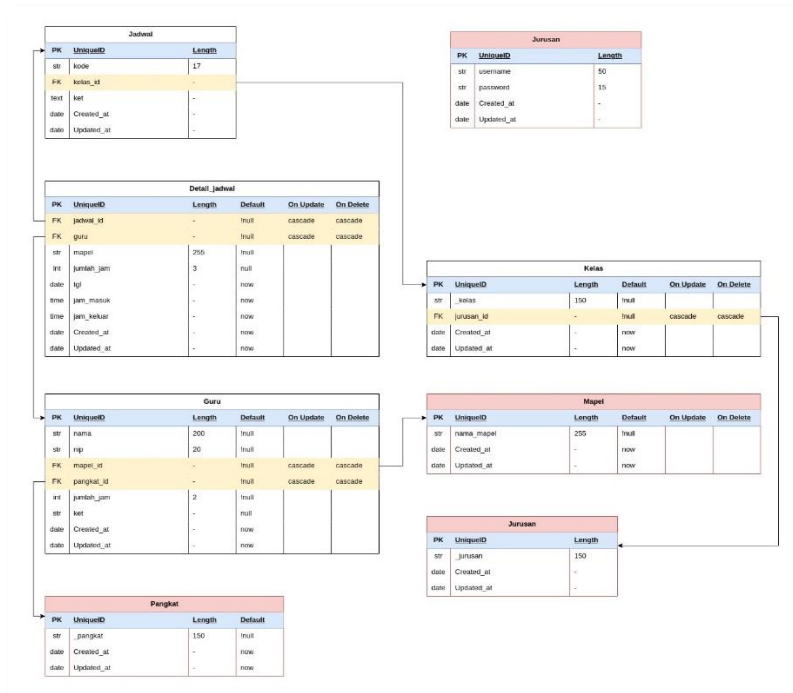 Jadwal
PK UniqueID Length
str kode 17
FK kelas_id -
text ket -
date Created_at -
date Updated_at -
Jurusan
PK UniqueID Length
str username 50
str password 15
date Created_at -
date Updated_at -
Detail_jadwal
PK UniqueID Length Default On Update On Delete
FK jadwal_id - !null cascade cascade
FK guru - !null cascade cascade
str mapel 255 !null
int jumlah_jam 3 null
date tgl - now
time jam_masuk - now
time jam_keluar - now
date Created_at - now
date Updated_at - now
Kelas
PK UniqueID Length Default On Update On Delete
str _kelas 150 !null
FK jurusan_id - !null cascade cascade
date Created_at - now
date Updated_at - now
Guru
PK UniqueID Length Default On Update On Delete
str nama 200 !null
str nip 20 !null
FK mapel_id - !null cascade cascade
FK pangkat_id - !null cascade cascade
int jumlah_jam 2 !null
str ket - null
date Created_at - now
date Updated_at - now
Mapel
PK UniqueID Length Default On Update On Delete
str nama_mapel 255 !null
date Created_at - now
date Updated_at - now
Jurusan
PK UniqueID Length
str _jurusan 150
date Created_at -
date Updated_at -
Pangkat
PK UniqueID Length Default
str _pangkat 150 !null
date Created_at - now
date Updated_at - now